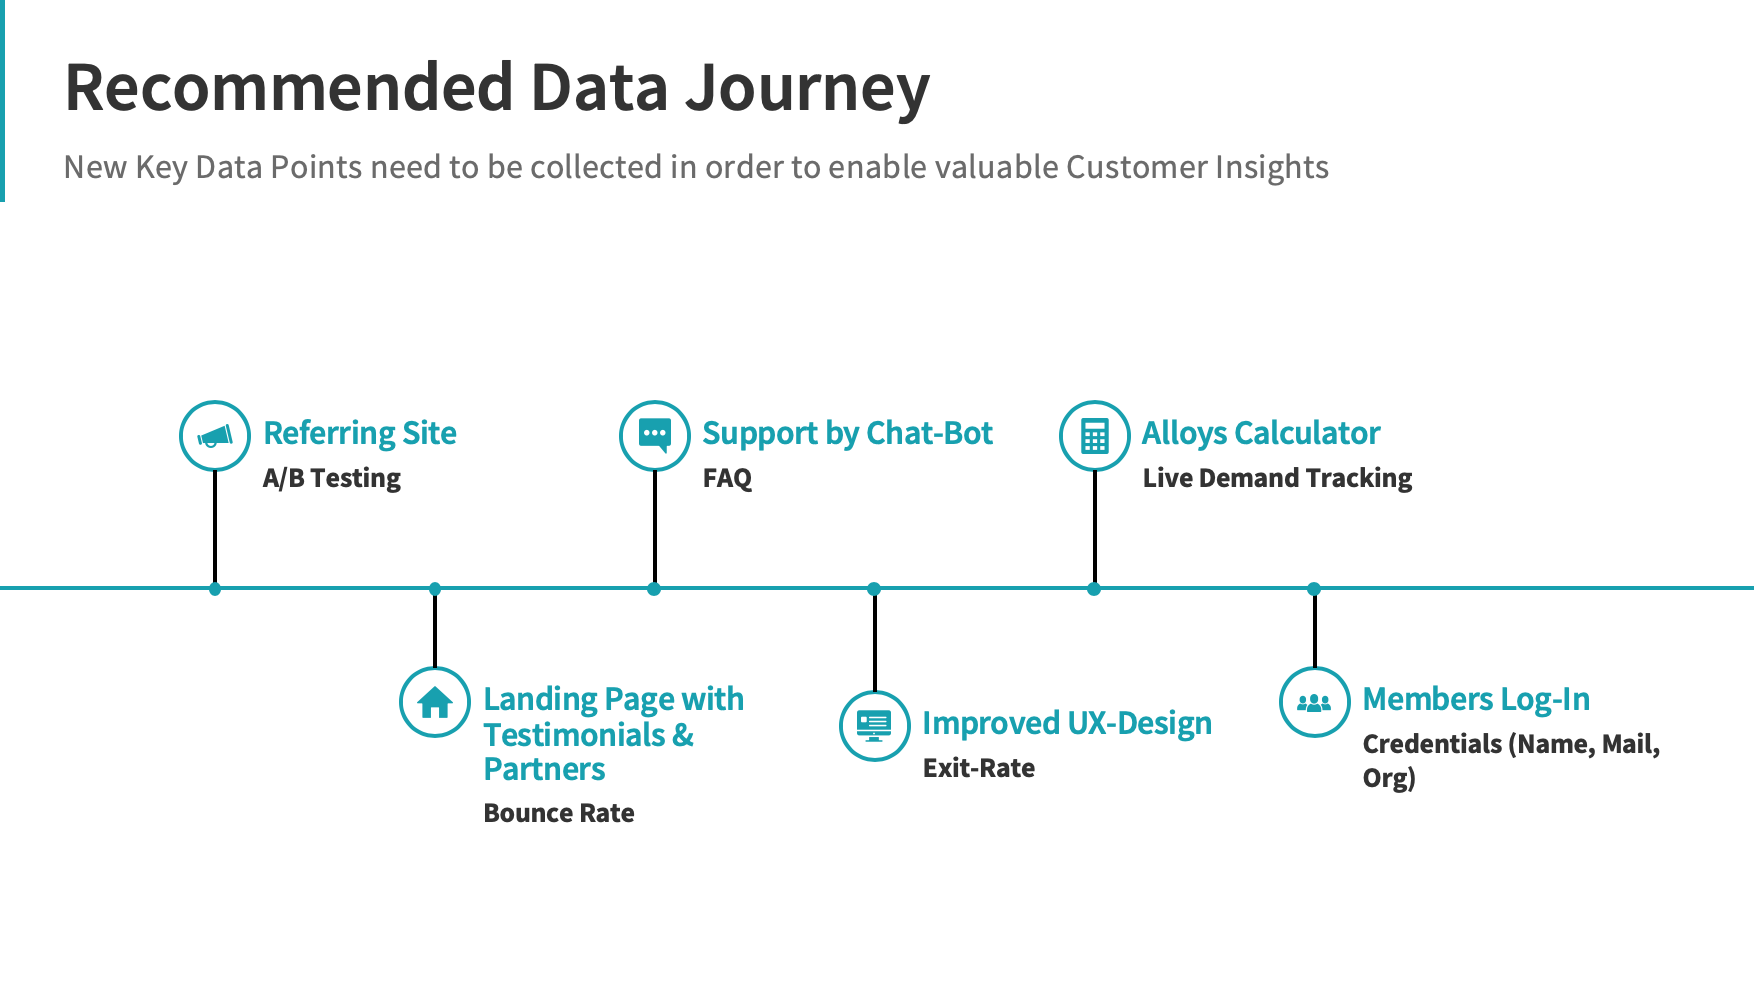 Recommended Data Journey
New Key Data Points need to be collected in order to enable valuable Customer Insights
Referring Site
A/B Testing
Landing Page with
Testimonials &
Partners
Bounce Rate
Support by Chat-Bot
FAQ
Improved UX-Design
Exit-Rate
Alloys Calculator
Live Demand Tracking
Members Log-In
Credentials (Name, Mail,
Org)